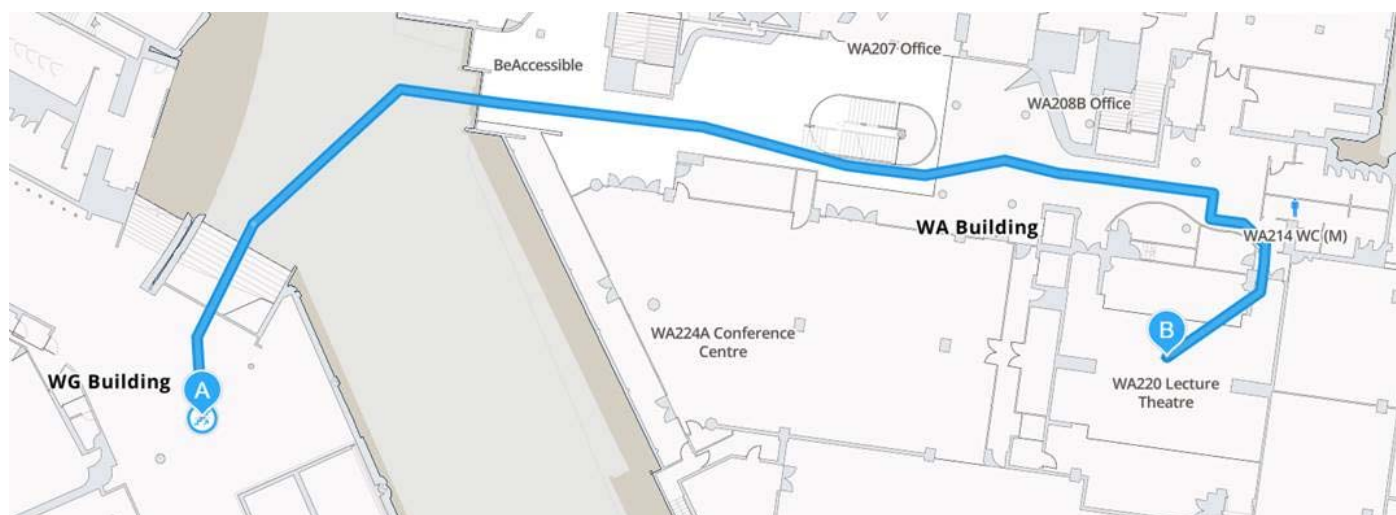 WA207 Office
BeAccessible
WA208B Office
WA Building
WA214 WC (M)
WA224A Conference
Centre
B
WG Building
A
WA220 Lecture
Theatre